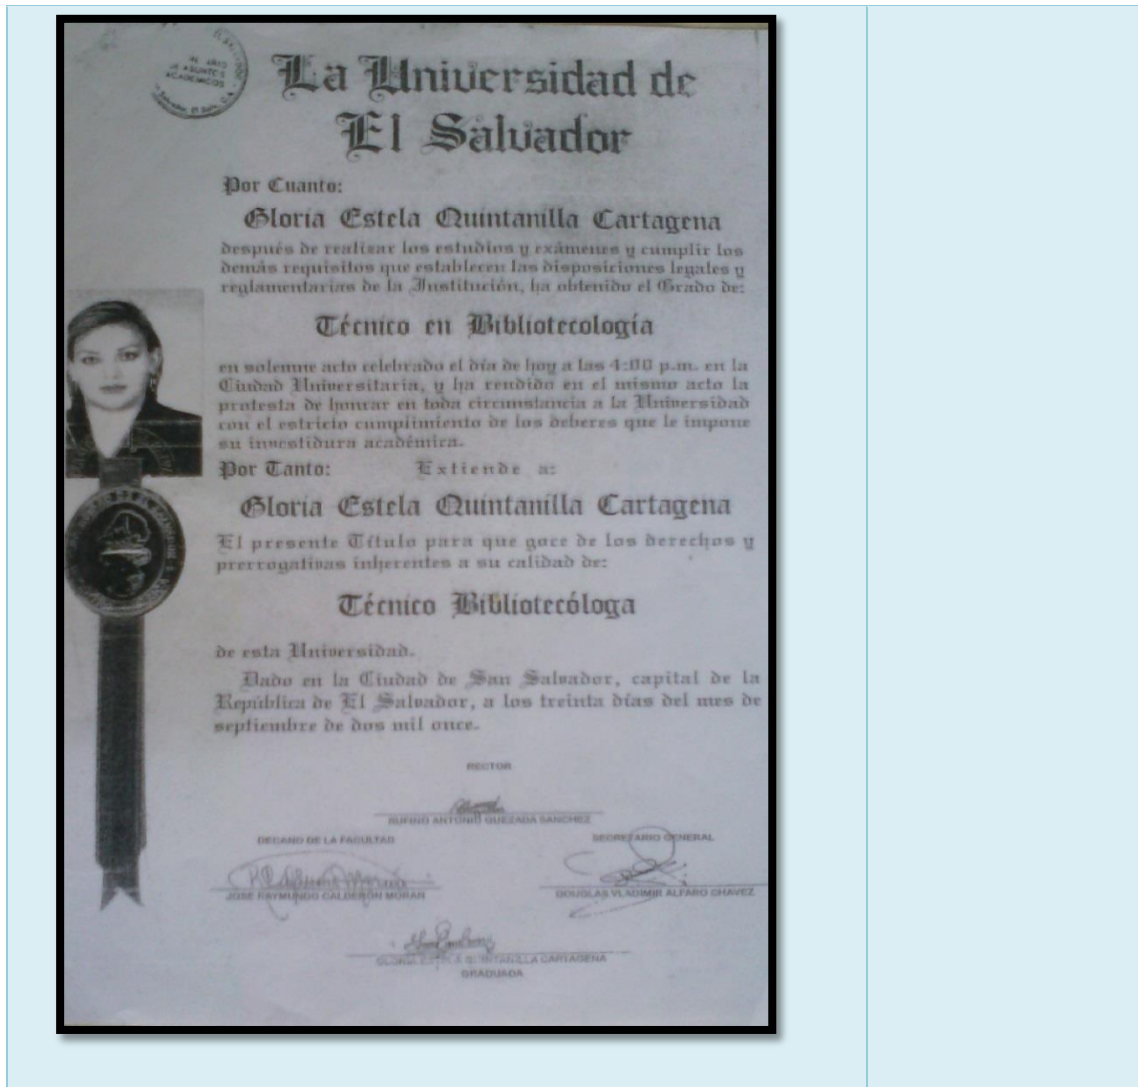 ASUNTOS
ACADEMICOS
La Universidad de
El Salvador
Por Cuanto:
Gloria Estela Quintanilla Cartagena
después de realizar los estudios y exámenes y cumplir los
demás requisitos que establecen las disposiciones legales y
reglamentarias de la Institución, ha obtenido el Grado de:
Técnico en Bibliotecología
en solemne acto celebrado el día de hoy a las 4:00 p.m. en la
Ciudad Universitaria, y ha rendido en el mismo acto la
protesta de honrar en toda circunstancia a la Universidad
con el estricto cumplimiento de los deberes que le impone
su investidura académica.
Por Tanto: Extiende a:
Gloria Estela Quintanilla Cartagena
El presente Título para que goce de los derechos y
prerrogativas inherentes a su calidad de:
Técnico Bibliotecóloga
de esta Universidad.
Dado en la Ciudad de San Salvador, capital de la
República de El Salvador, a los treinta días del mes de
septiembre de dos mil once.
RECTOR
RUFINO ANTONIO QUEZADA SANCHEZ
DECANO DE LA FACULTAD
SECRETARIO GENERAL
JOSE RAYMUNDO CALDERON MORAN
DOUGLAS VLADIMIR ALFARO CHAVEZ
GLORIA ESTELA QUINTANILLA CARTAGENA
GRADUADA